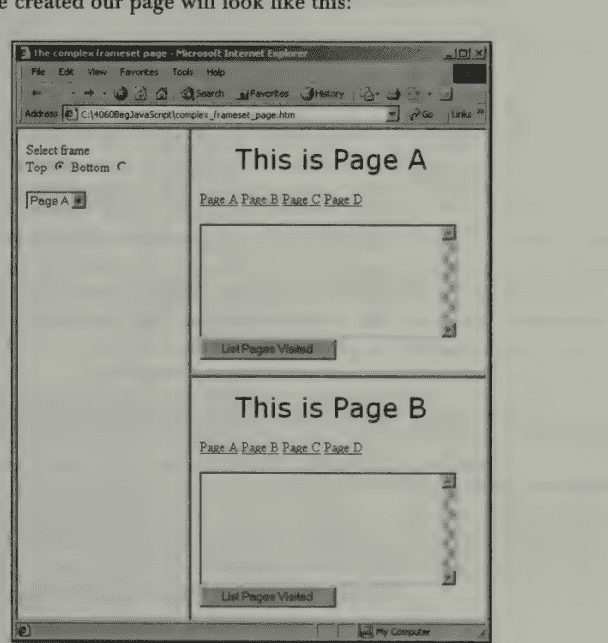 e created our page will look like this:
the complex frameset page - Microsoft Internet Explorer
File Edit View Favorites Tools Help
Search Favorites History
Address C:\4060BegJavaScript\complex_frameset_page.htm Go Links »
Select frame
Top Bottom
Page A
This is Page A
Page A Page B Page C Page D
List Pages Visited
This is Page B
Page A Page B Page C Page D
List Pages Visited
My Computer